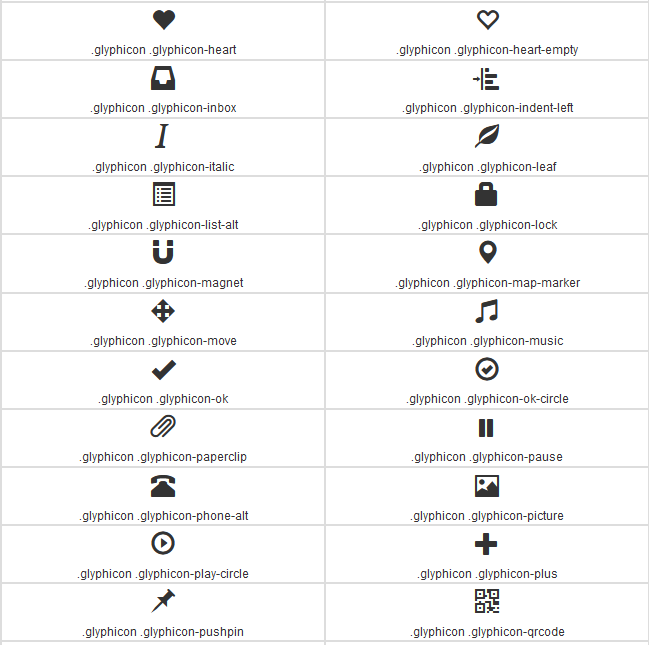 .glyphicon .glyphicon-heart
.glyphicon .glyphicon-heart-empty
.glyphicon .glyphicon-inbox
.glyphicon .glyphicon-indent-left
.glyphicon .glyphicon-italic
.glyphicon .glyphicon-leaf
.glyphicon .glyphicon-list-alt
.glyphicon .glyphicon-lock
.glyphicon .glyphicon-magnet
.glyphicon .glyphicon-map-marker
.glyphicon .glyphicon-move
.glyphicon .glyphicon-music
.glyphicon .glyphicon-ok
.glyphicon .glyphicon-ok-circle
.glyphicon .glyphicon-paperclip
.glyphicon .glyphicon-pause
.glyphicon .glyphicon-phone-alt
.glyphicon .glyphicon-picture
.glyphicon .glyphicon-play-circle
.glyphicon .glyphicon-plus
.glyphicon .glyphicon-pushpin
.glyphicon .glyphicon-qrcode